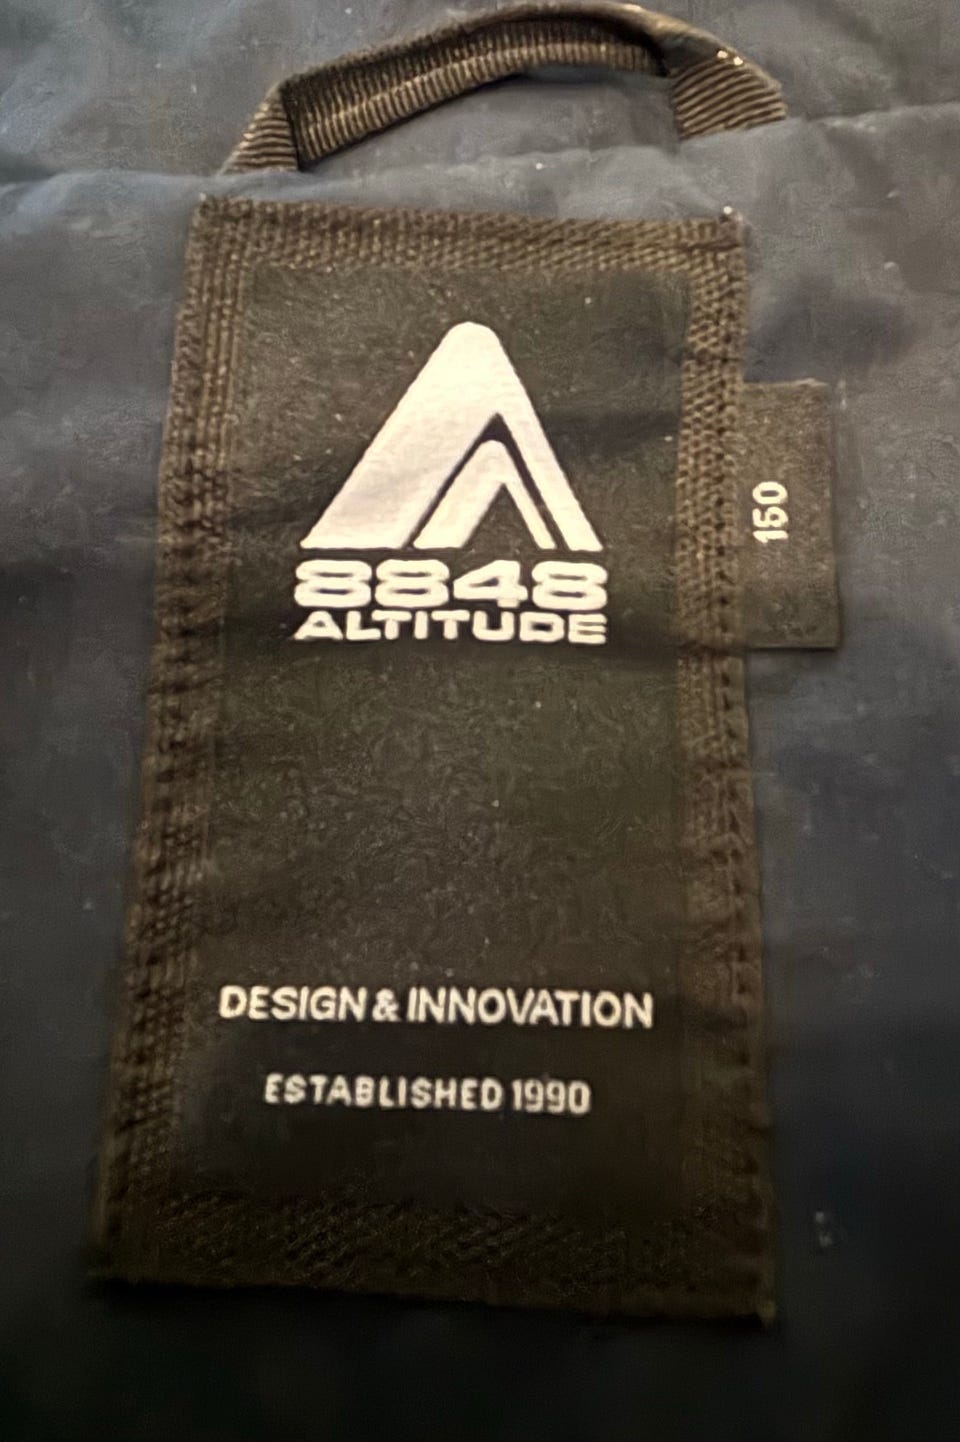 8848
ALTITUDE
150
DESIGN & INNOVATION
ESTABLISHED 1990